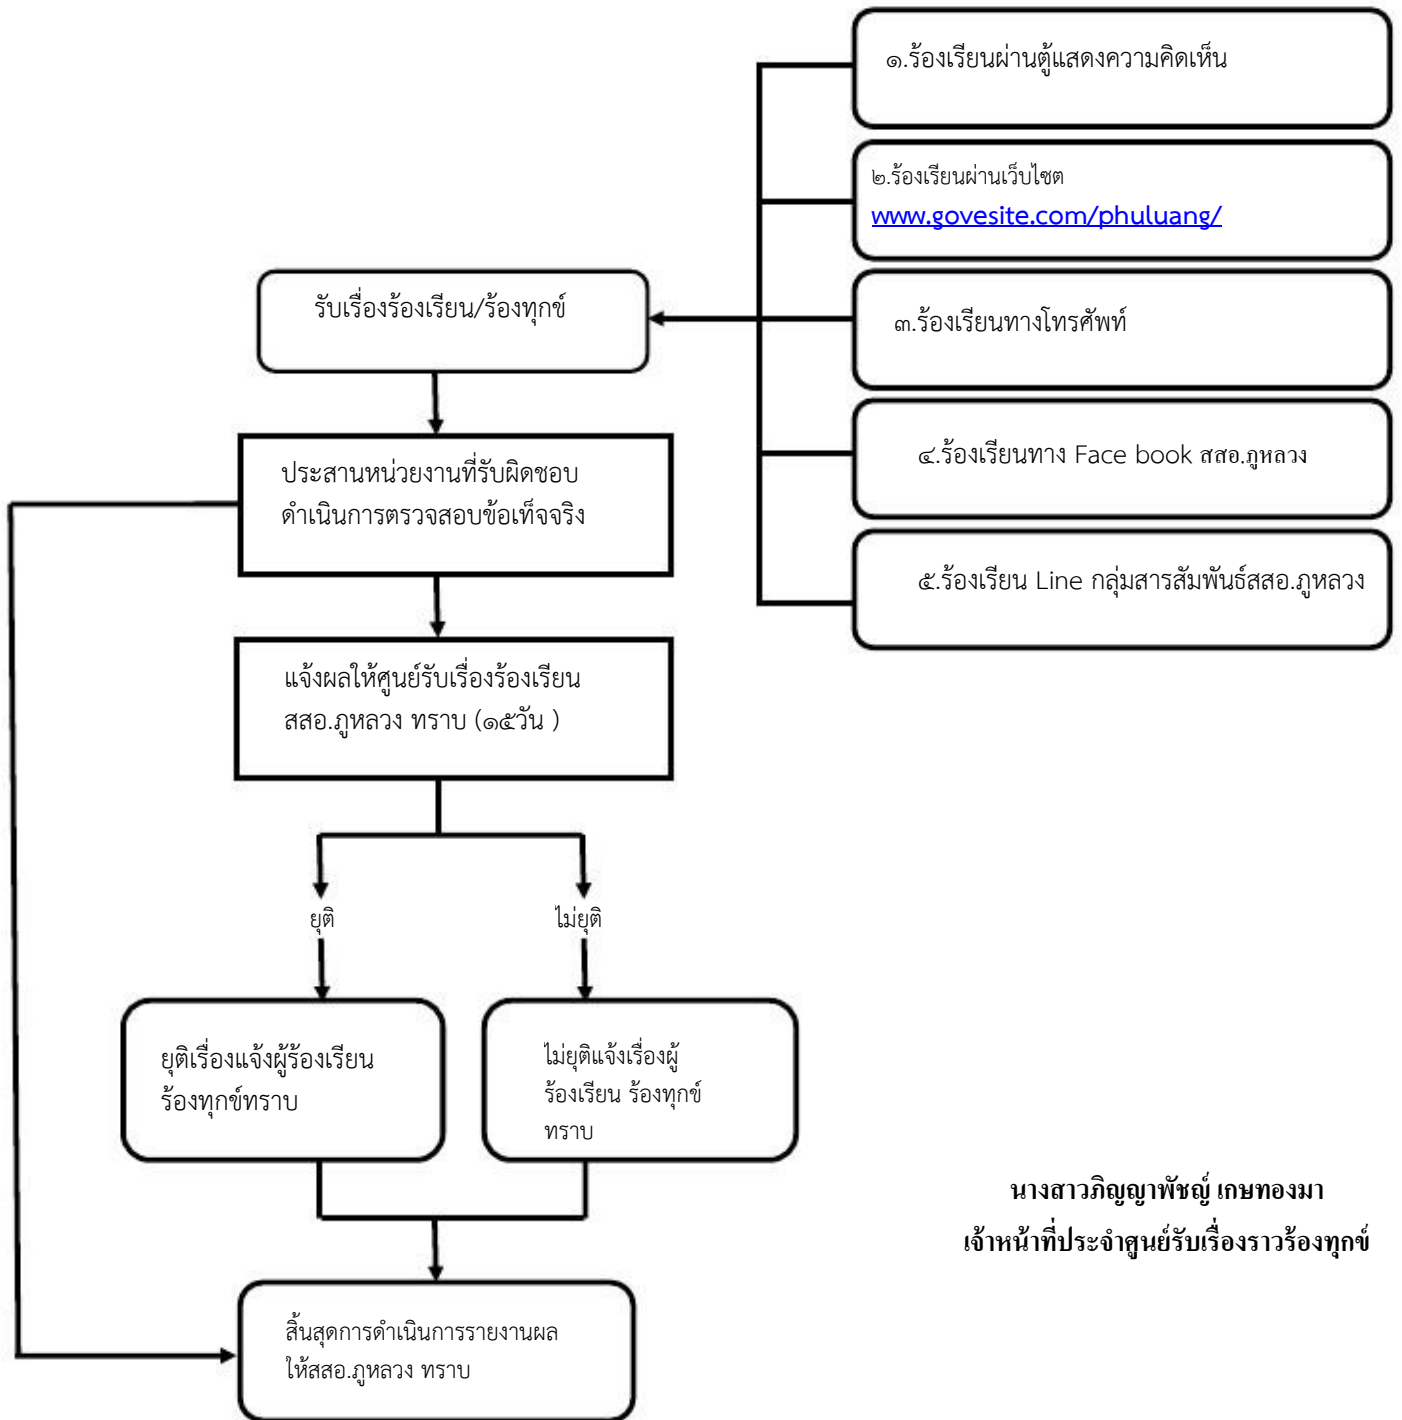 ๑.ร้องเรียนผ่านตู้แสดงความคิดเห็น
๒.ร้องเรียนผ่านเว็บไซต
www.govesite.com/phuluang/
รับเรื่องร้องเรียน/ร้องทุกข์
๓.ร้องเรียนทางโทรศัพท์
๔.ร้องเรียนทาง Face book สสอ.ภูหลวง
ประสานหน่วยงานที่รับผิดชอบ
ดำเนินการตรวจสอบข้อเท็จจริง
๕.ร้องเรียน Line กลุ่มสารสัมพันธ์สสอ.ภูหลวง
แจ้งผลให้ศูนย์รับเรื่องร้องเรียน
สสอ.ภูหลวง ทราบ (๑๕วัน )
ยุติ
ไม่ยุติ
ยุติเรื่องแจ้งผู้ร้องเรียน
ร้องทุกข์ทราบ
ไม่ยุติแจ้งเรื่องผู้
ร้องเรียน ร้องทุกข์
ทราบ
นางสาวภิญญาพัชญ์ เกษทองมา
เจ้าหน้าที่ประจำศูนย์รับเรื่องราวร้องทุกข์
สิ้นสุดการดำเนินการรายงานผล
ให้สสอ.ภูหลวง ทราบ